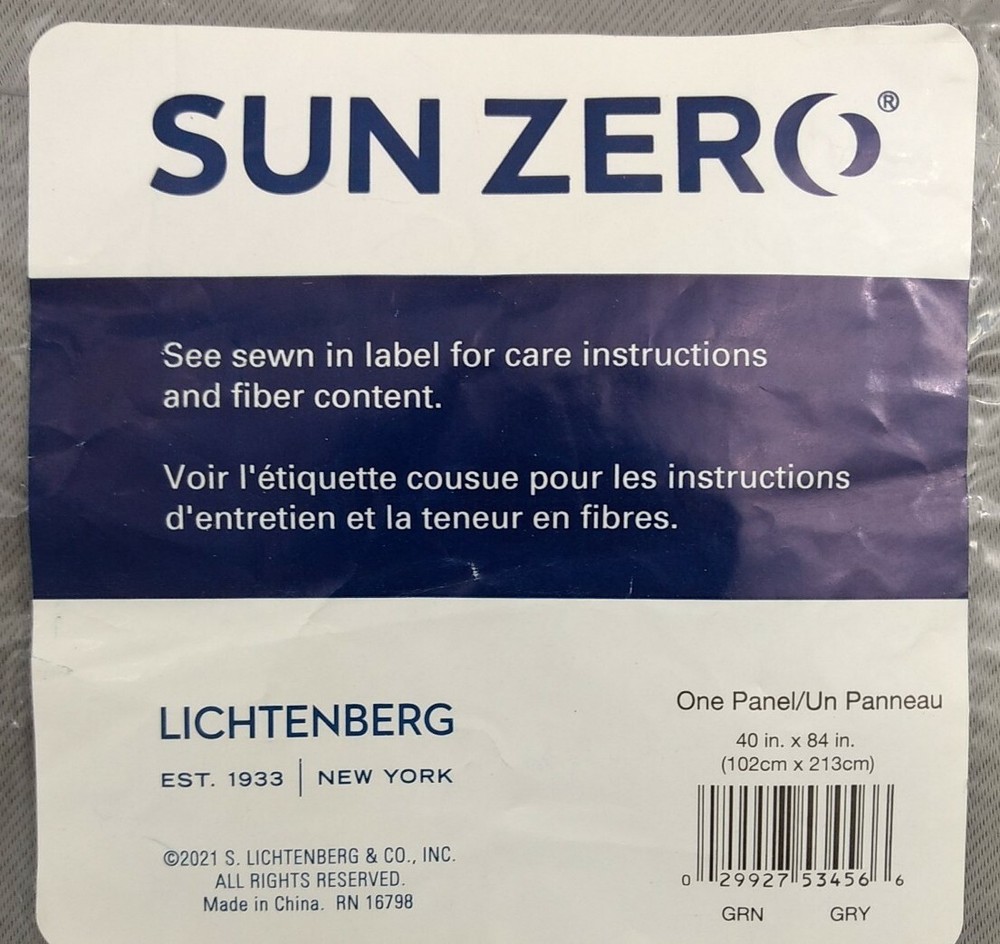 SUN ZERO®
See sewn in label for care instructions
and fiber content.
Voir l'étiquette cousue pour les instructions
d'entretien et la teneur en fibres.
LICHTENBERG
EST. 1933 | NEW YORK
©2021 S. LICHTENBERG & CO., INC.
ALL RIGHTS RESERVED.
Made in China. RN 16798
One Panel/Un Panneau
40 in. x 84 in.
(102cm x 213cm)
0 29927 53456 6
GRN GRY